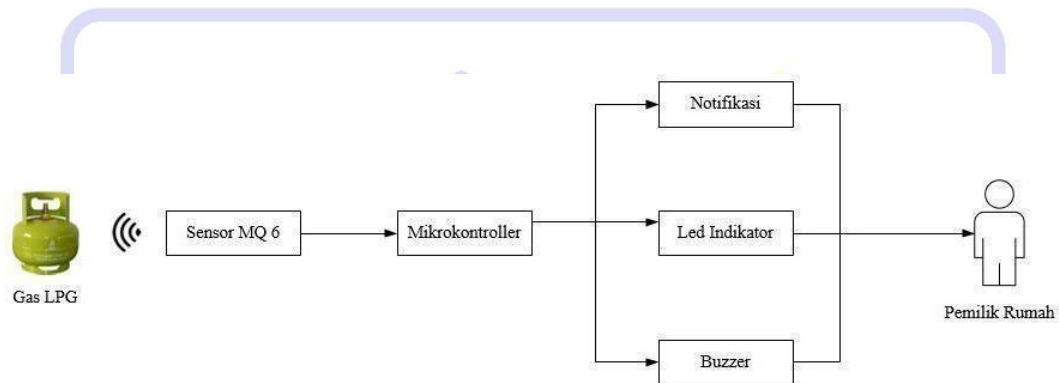 Notifikasi
Sensor MQ 6
Mikrokontroller
Led Indikator
Gas LPG
Pemilik Rumah
Buzzer